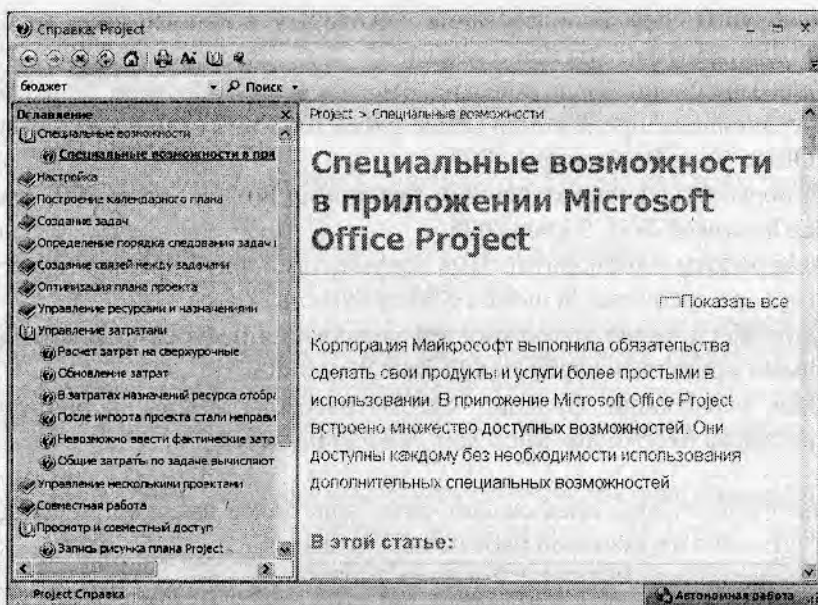 Справка: Project
бюджет
Поиск
Оглавление
Специальные возможности
Специальные возможности в при
Настройка
Построение календарного плана
Создание задач
Определение порядка следования задач
Создание связей между задачами
Оптимизация плана проекта
Управление ресурсами и назначениями
Управление затратами
Расчет затрат на сверхурочные
Обновление затрат
В затратах назначений ресурса отобра
После импорта проекта стали неправи
Невозможно ввести фактические затр
Общие затраты по задаче вычисляют
Управление несколькими проектами
Совместная работа
Просмотр и совместный доступ
Запись рисунка плана Project
Project > Специальные возможности
Специальные возможности
в приложении Microsoft
Office Project
Показать все
Корпорация Майкрософт выполнила обязательства
сделать свои продукты и услуги более простыми в
использовании. В приложение Microsoft Office Project
встроено множество доступных возможностей. Они
доступны каждому без необходимости использования
дополнительных специальных возможностей
В этой статье:
Project Справка
Автономная работа